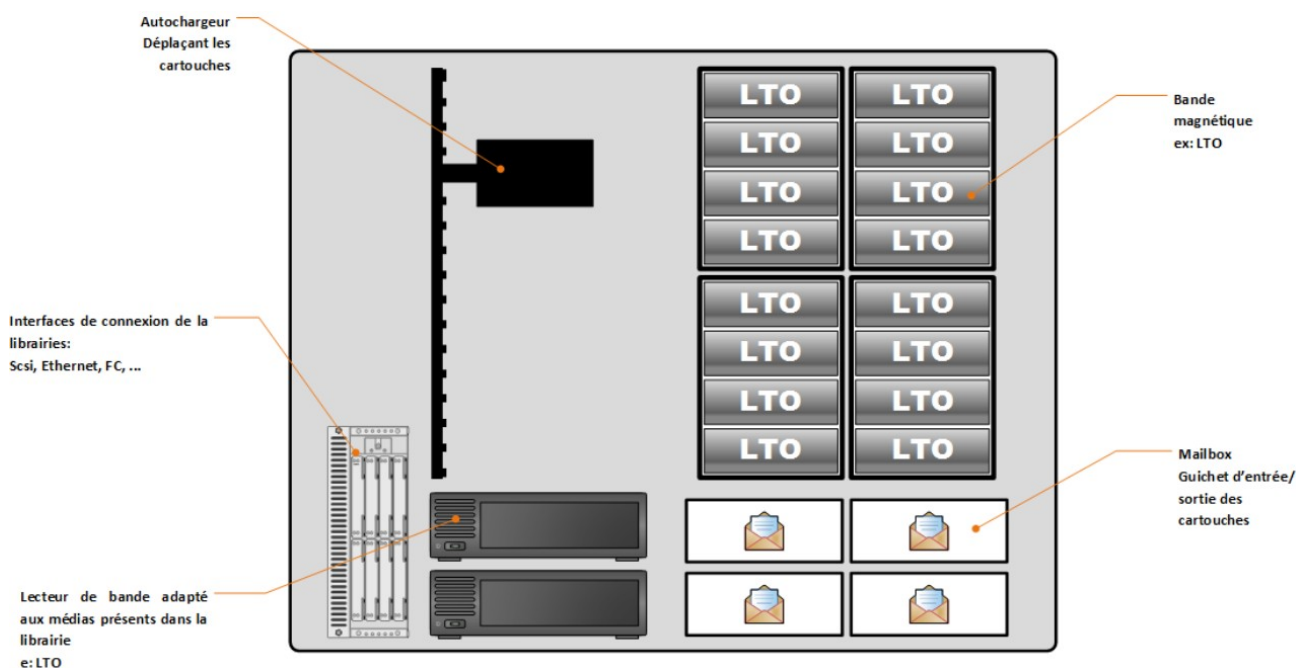 Autochargeur
Déplaçant les
cartouches
LTO LTO
LTO LTO
LTO LTO
LTO LTO
LTO LTO
LTO LTO
LTO LTO
LTO LTO
Bande
magnétique
ex: LTO
Interfaces de connexion de la
librairies:
Scsi, Ethernet, FC, ...
Mailbox
Guichet d'entrée/
sortie des
cartouches
Lecteur de bande adapté
aux médias présents dans la
librairie
e: LTO